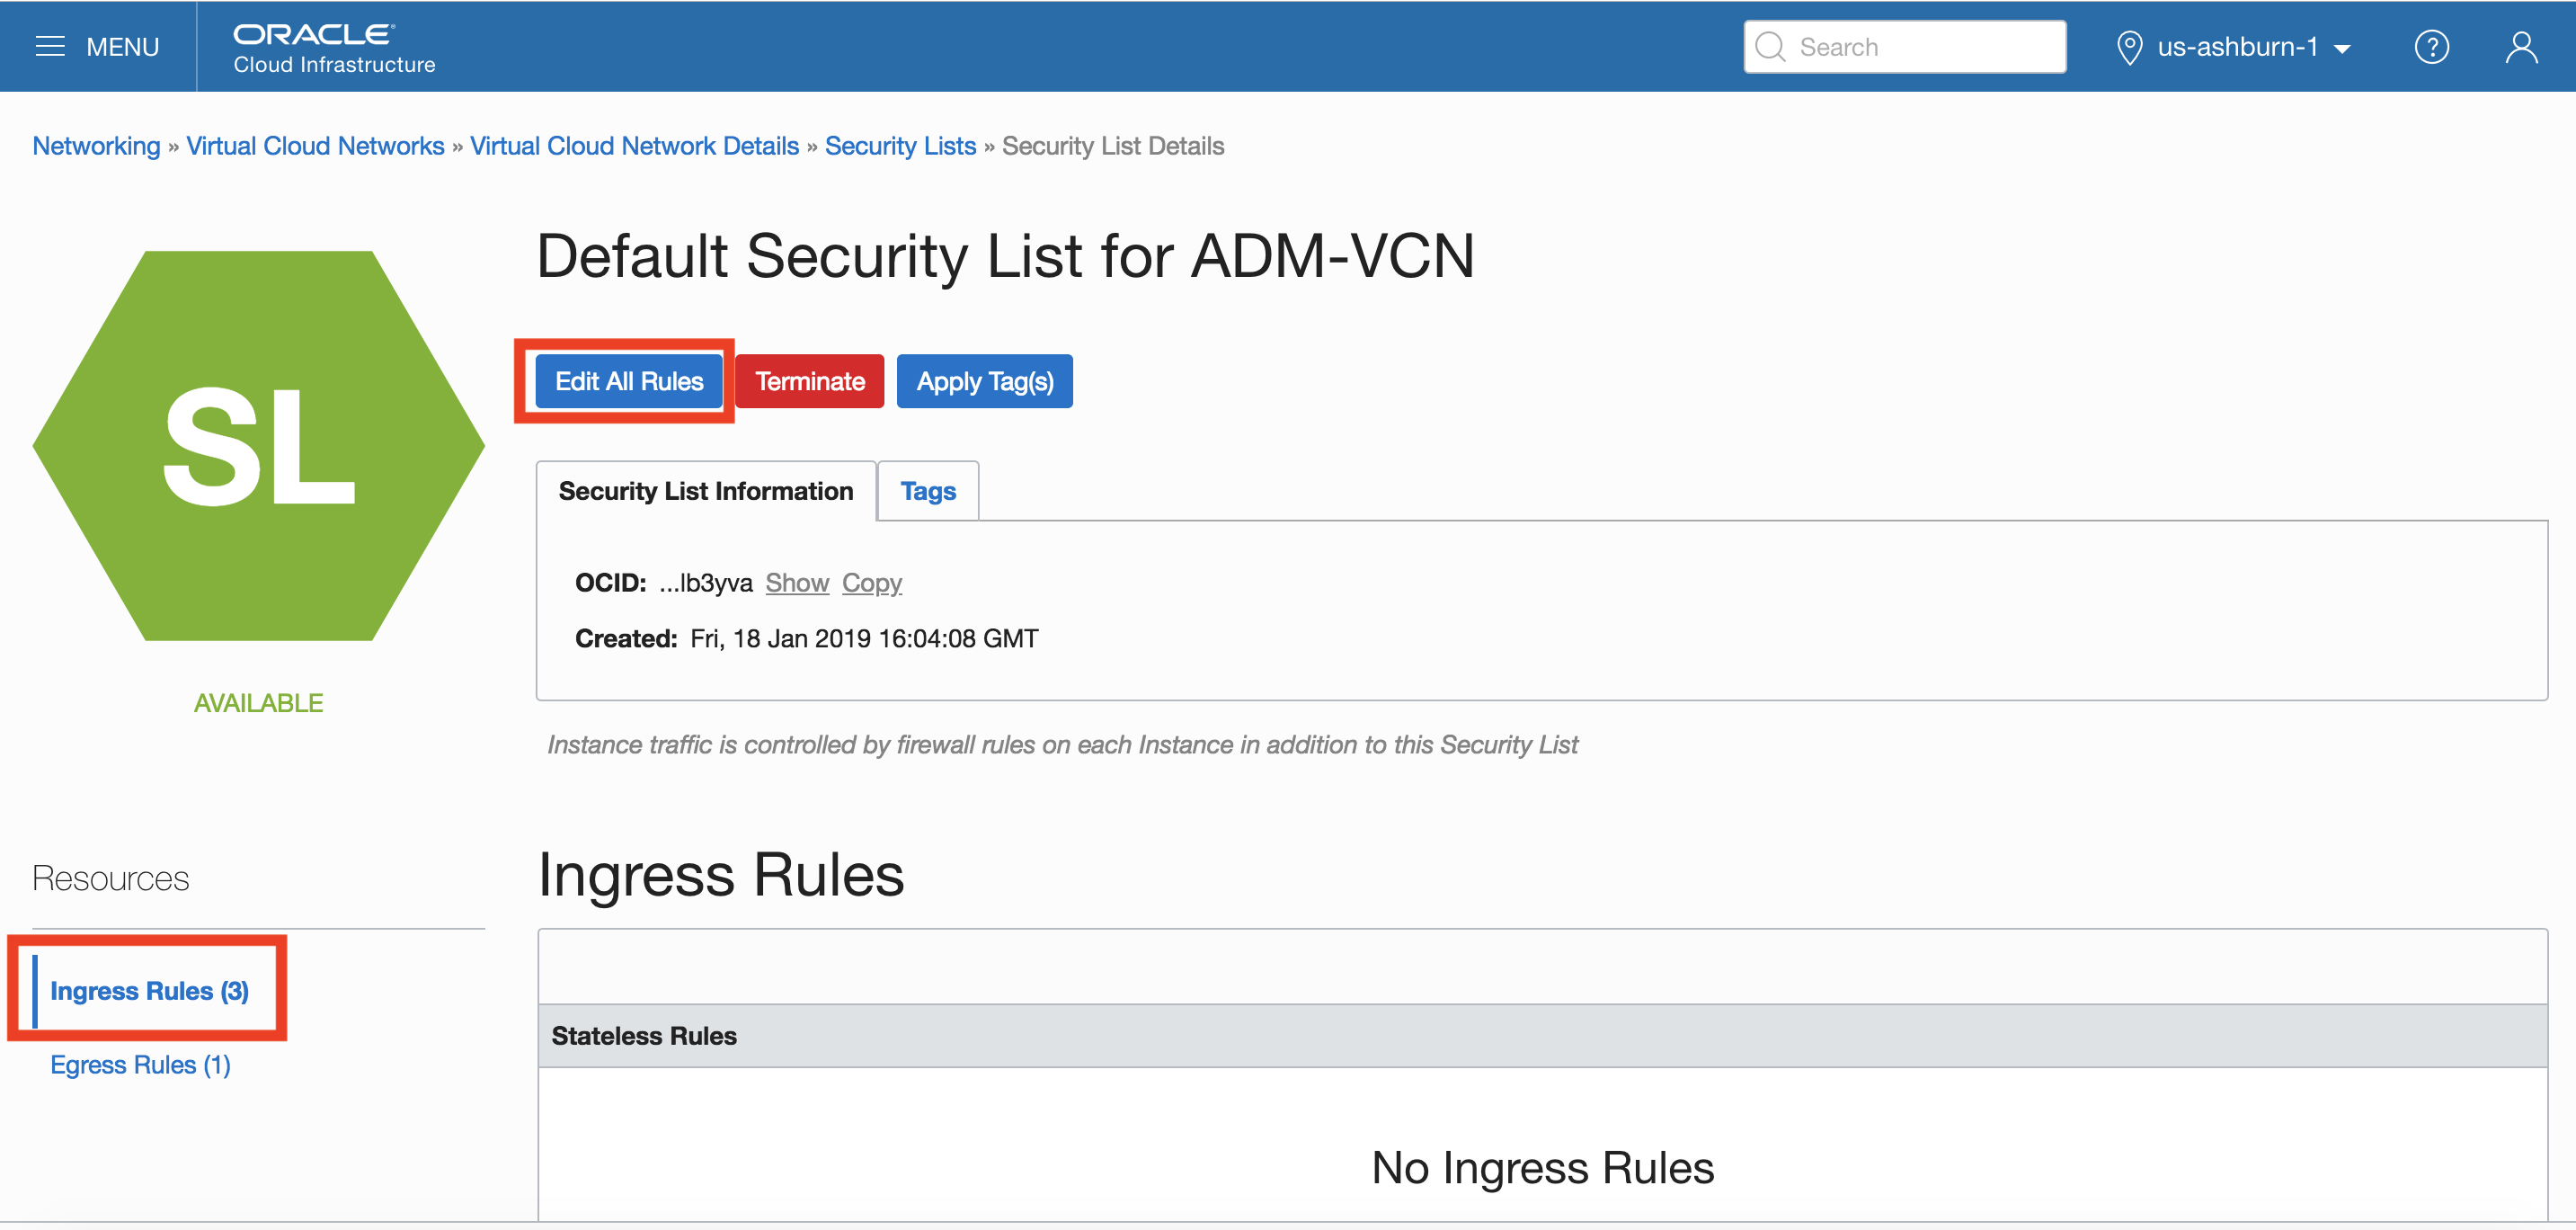 MENU
ORACLE
Cloud Infrastructure
Search
us-ashburn-1
?
Networking » Virtual Cloud Networks » Virtual Cloud Network Details » Security Lists » Security List Details
SL
AVAILABLE
Default Security List for ADM-VCN
Edit All Rules
Terminate
Apply Tag(s)
Security List Information
Tags
OCID: ...lb3yva Show Copy
Created: Fri, 18 Jan 2019 16:04:08 GMT
Instance traffic is controlled by firewall rules on each Instance in addition to this Security List
Resources
Ingress Rules (3)
Egress Rules (1)
Ingress Rules
Stateless Rules
No Ingress Rules